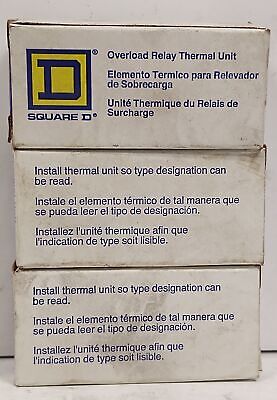 Overload Relay Thermal Unit
Elemento Termico para Relevador
de Sobrecarga
Unité Thermique du Relais de
Surcharge
D
SQUARE D®
Install thermal unit so type designation can
be read.
Instale el elemento térmico de tal manera que
se pueda leer el tipo de designación.
Installez l'unité thermique afin que
l'indication de type soit lisible.
Install thermal unit so type designation can
be read.
Instale el elemento térmico de tal manera que
se pueda leer el tipo de designación.
Installez l'unité thermique afin que
l'indication de type soit lisible.